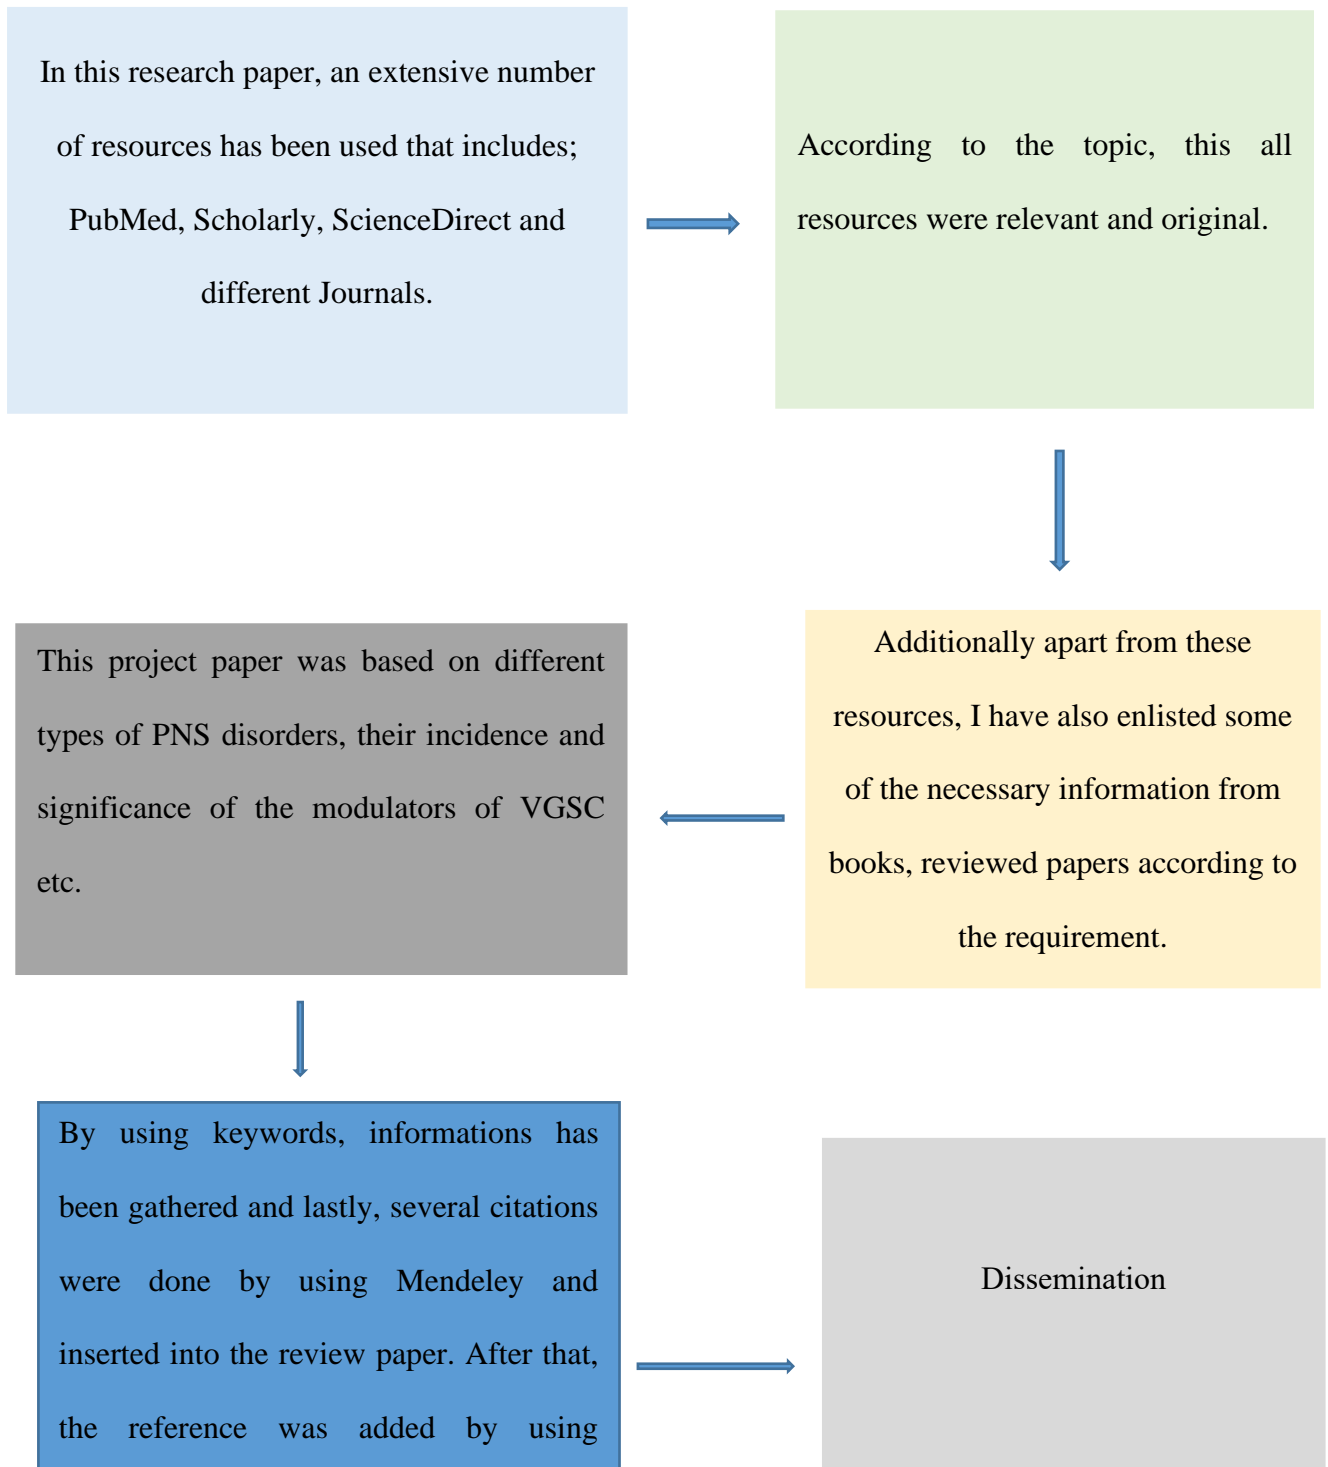 In this research paper, an extensive number
of resources has been used that includes;
PubMed, Scholarly, ScienceDirect and
different Journals.
According to the topic, this all
resources were relevant and original.
Additionally apart from these
resources, I have also enlisted some
of the necessary information from
books, reviewed papers according to
the requirement.
This project paper was based on different
types of PNS disorders, their incidence and
significance of the modulators of VGSC
etc.
By using keywords, informations has
been gathered and lastly, several citations
were done by using Mendeley and
inserted into the review paper. After that,
the reference was added by using
Dissemination